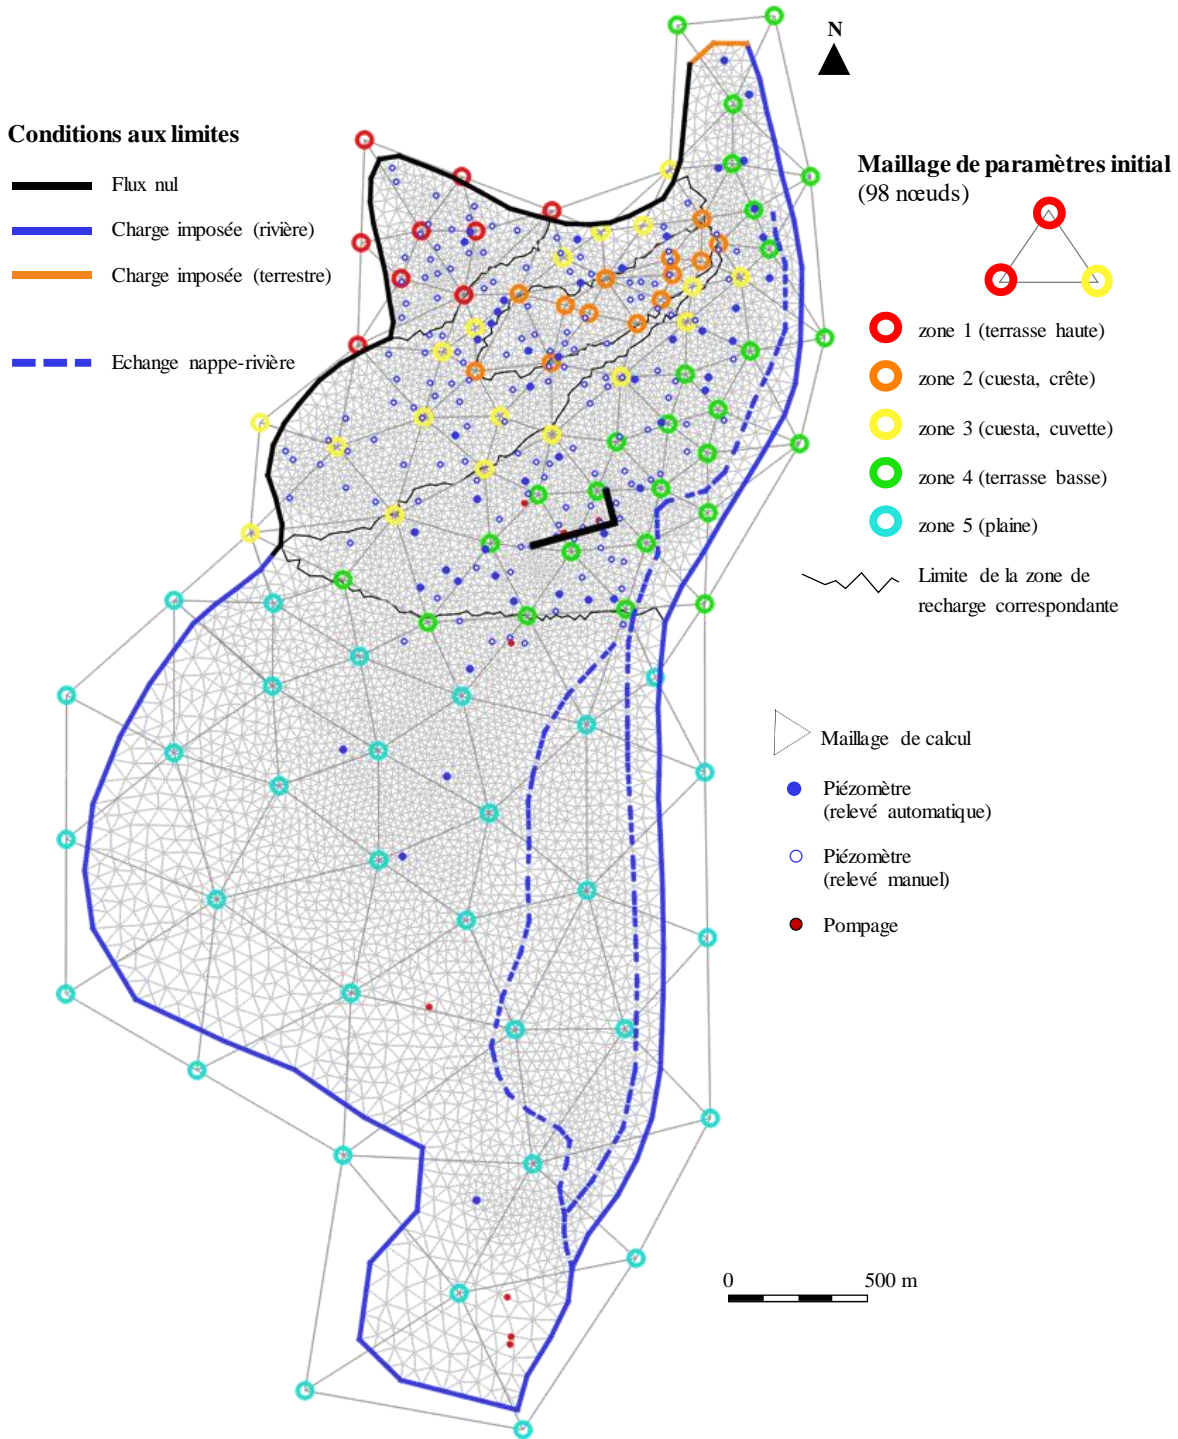 N
Conditions aux limites
Flux nul
Charge imposée (rivière)
Charge imposée (terrestre)
Echange nappe-rivière
Maillage de paramètres initial
(98 nœuds)
zone 1 (terrasse haute)
zone 2 (cuesta, crête)
zone 3 (cuesta, cuvette)
zone 4 (terrasse basse)
zone 5 (plaine)
Limite de la zone de
recharge correspondante
Maillage de calcul
Piézomètre
(relevé automatique)
Piézomètre
(relevé manuel)
Pompage
0 500 m